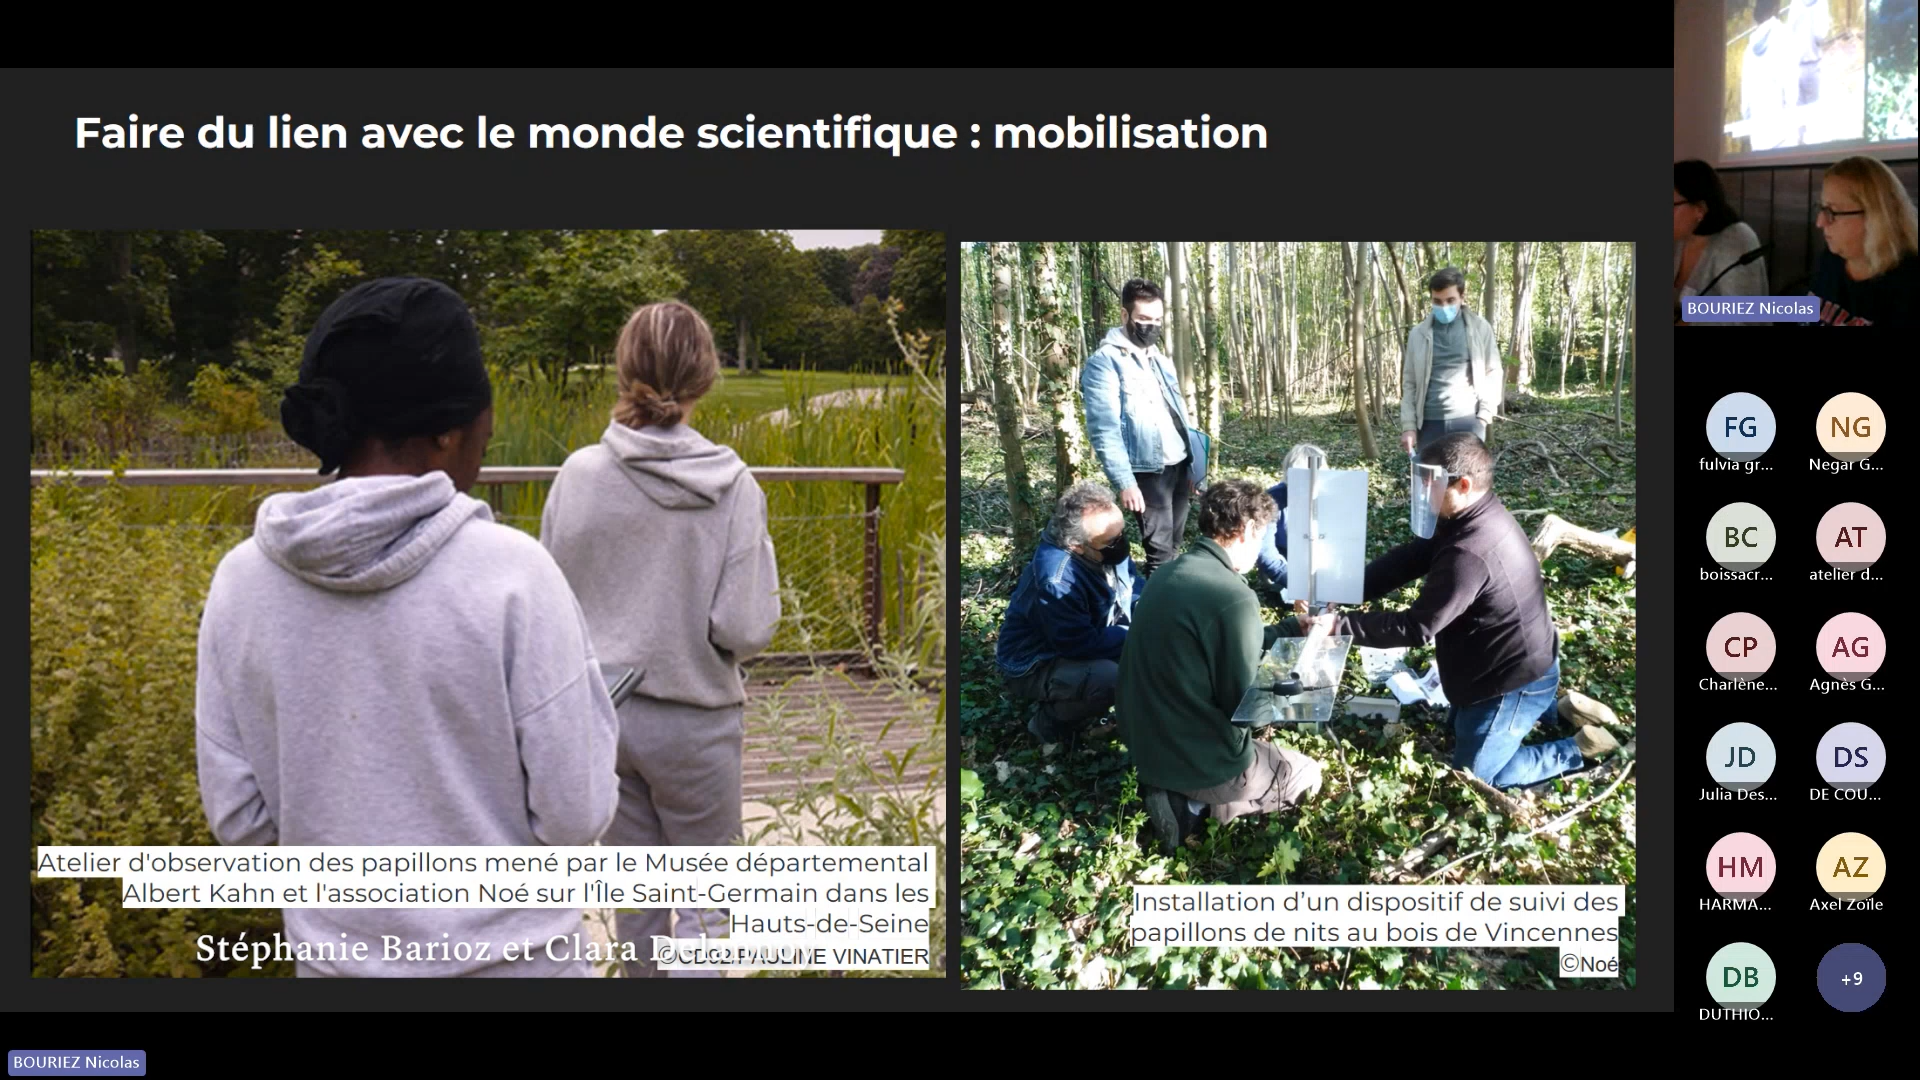 Faire du lien avec le monde scientifique : mobilisation
Atelier d'observation des papillons mené par le Musée départemental
Albert Kahn et l'association Noé sur l'Île Saint-Germain dans les
Hauts-de-Seine
Stéphanie Barioz et Clara
VINATIER
Installation d’un dispositif de suivi des
papillons de nits au bois de Vincennes
©Noé
BOURIEZ Nicolas
FG
fulvia gr...
NG
Negar G...
BC
boissacr...
AT
atelier d...
CP
Charlène...
AG
Agnès G...
JD
Julia Des...
DS
DE COU...
HM
HARMA...
AZ
Axel Zoïle
DB
DUTHIO...
+9
BOURIEZ Nicolas